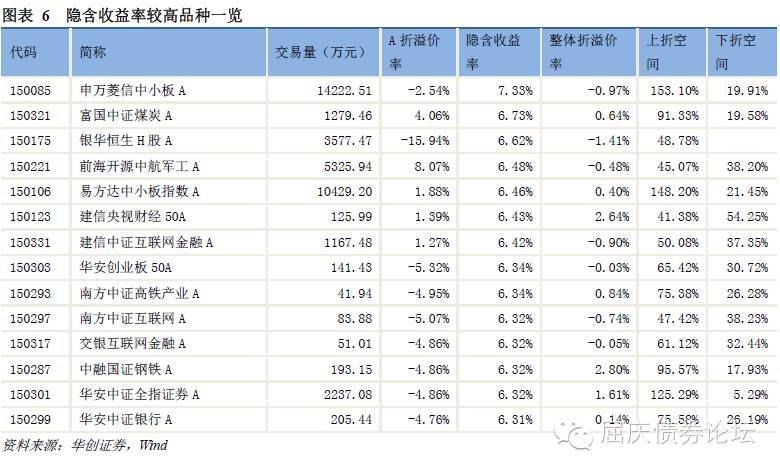 图表 6 隐含收益率较高品种一览
代码 简称 交易量（万元） A 折溢价率 隐含收益率 整体折溢价率 上折空间 下折空间
150085 申万菱信中小板 A 14222.51 -2.54% 7.33% -0.97% 153.10% 19.91%
150321 富国中证煤炭 A 1279.46 4.06% 6.73% 0.64% 91.33% 19.58%
150175 银华恒生 H 股 A 3577.47 -15.94% 6.62% -1.41% 48.78%
150221 前海开源中航军工 A 5325.94 8.07% 6.48% -0.48% 45.07% 38.20%
150106 易方达中小板指数 A 10429.20 1.88% 6.46% 0.40% 148.20% 21.45%
150123 建信央视财经 50A 125.99 1.39% 6.43% 2.64% 41.38% 54.25%
150331 建信中证互联网金融 A 1167.48 1.27% 6.42% -0.90% 50.08% 37.35%
150303 华安创业板 50A 141.43 -5.32% 6.34% -0.03% 65.42% 30.72%
150293 南方中证高铁产业 A 41.94 -4.95% 6.34% 0.84% 75.38% 26.28%
150297 南方中证互联网 A 83.88 -5.07% 6.32% -0.74% 47.42% 38.23%
150317 交银互联网金融 A 51.01 -4.86% 6.32% -0.05% 61.12% 32.44%
150287 中融国证钢铁 A 193.15 -4.86% 6.32% 2.80% 95.57% 17.93%
150301 华安中证全指证券 A 2237.08 -4.86% 6.32% 1.61% 125.29% 5.29%
150299 华安中证银行 A 205.44 -4.76% 6.31% 0.14% 75.58% 26.19%
资料来源：华创证券，Wind
屈庆债券论坛